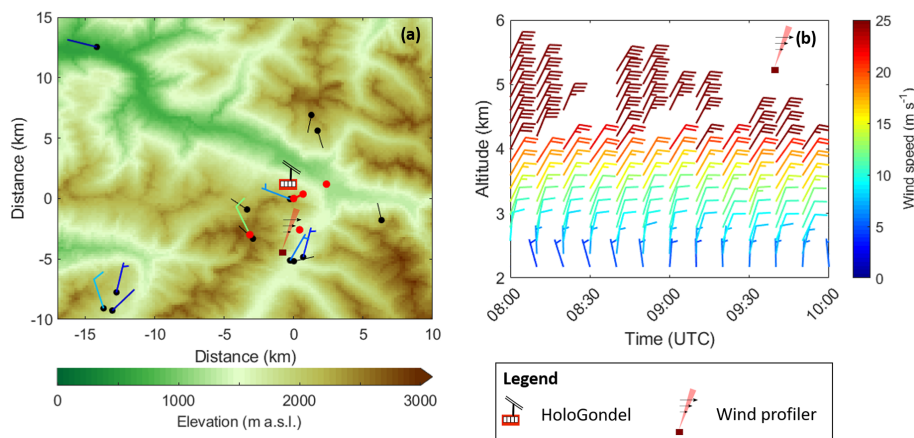 15
10
5
0
-5
-10
Distance (km)
(a)
-15 -10 -5 0 5 10
Distance (km)
0 1000 2000 3000
Elevation (m a.s.l.)
6
5
4
3
2
Altitude (km)
(b)
08:00 08:30 09:00 09:30 10:00
Time (UTC)
25
20
15
10
5
0
Wind speed (m s⁻¹)
Legend
HoloGondel
Wind profiler